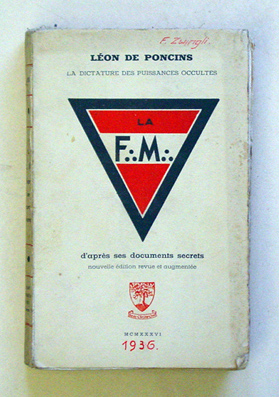 F. Zwingli
LÉON DE PONCINS
LA DICTATURE DES PUISSANCES OCCULTES
LA
F∴M∴
d'après ses documents secrets
nouvelle édition revue et augmentée
MCMXXXVI
1936.